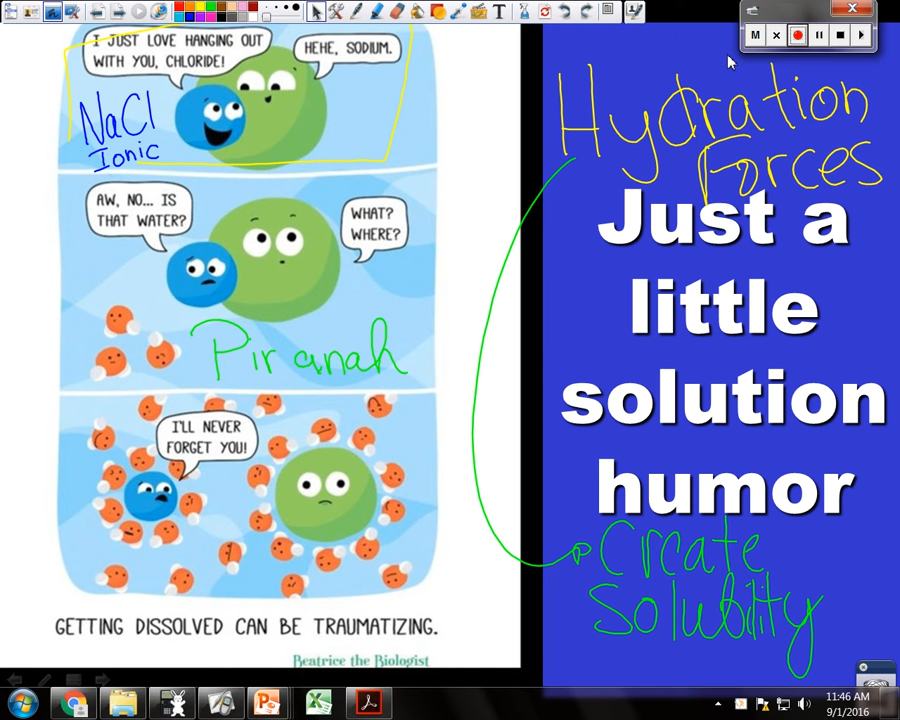 I JUST LOVE HANGING OUT
WITH YOU, CHLORIDE!
HEHE, SODIUM.
NaCl
Ionic
AW, NO... IS
THAT WATER?
WHAT?
WHERE?
Piranah
I'LL NEVER
FORGET YOU!
GETTING DISSOLVED CAN BE TRAUMATIZING.
Beatrice the Biologist
Hydration
Forces
Just a
little
solution
humor
Create
Solubility
M
11:46 AM
9/1/2016